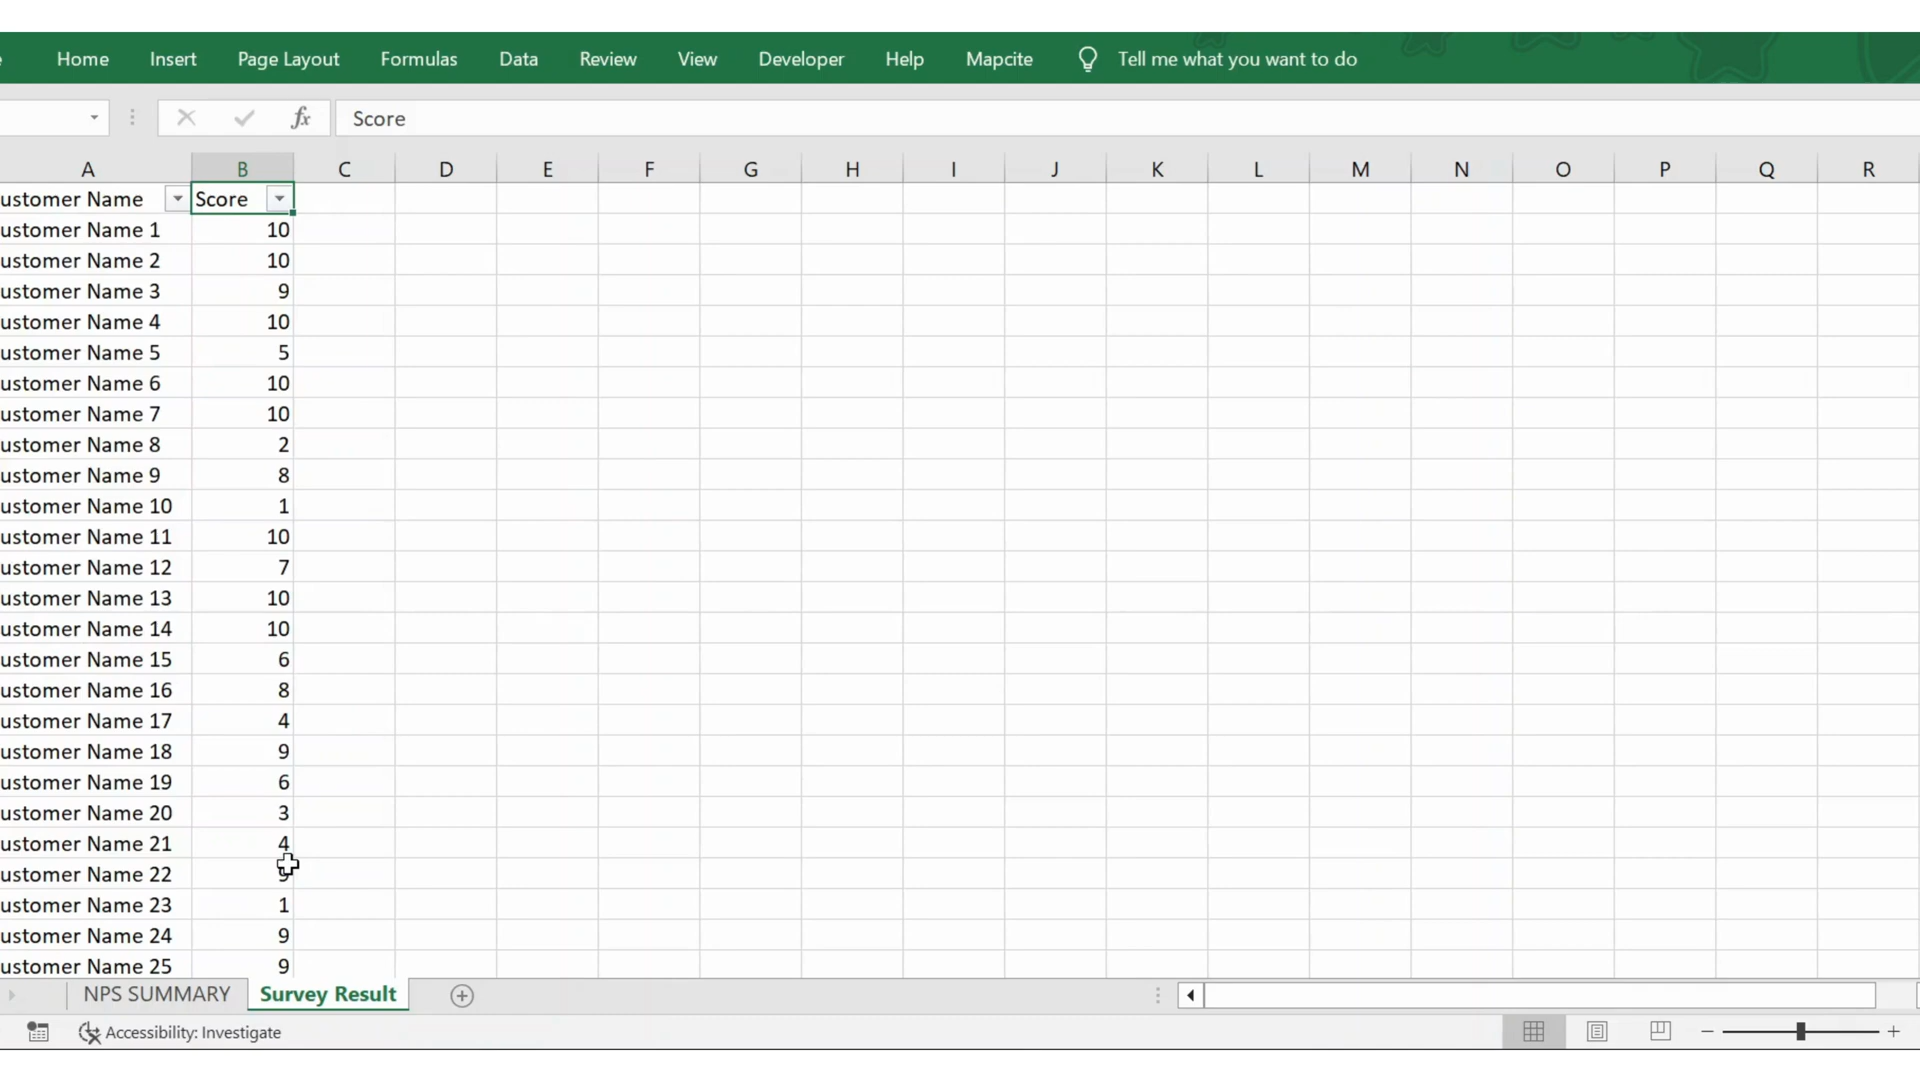 Home Insert Page Layout Formulas Data Review View Developer Help Mapcite Tell me what you want to do
fx Score
A B C D E F G H I J K L M N O P Q R
ustomer Name Score
ustomer Name 1 10
ustomer Name 2 10
ustomer Name 3 9
ustomer Name 4 10
ustomer Name 5 5
ustomer Name 6 10
ustomer Name 7 10
ustomer Name 8 2
ustomer Name 9 8
ustomer Name 10 1
ustomer Name 11 10
ustomer Name 12 7
ustomer Name 13 10
ustomer Name 14 10
ustomer Name 15 6
ustomer Name 16 8
ustomer Name 17 4
ustomer Name 18 9
ustomer Name 19 6
ustomer Name 20 3
ustomer Name 21 4
ustomer Name 22
ustomer Name 23 1
ustomer Name 24 9
ustomer Name 25 9
NPS SUMMARY Survey Result
Accessibility: Investigate